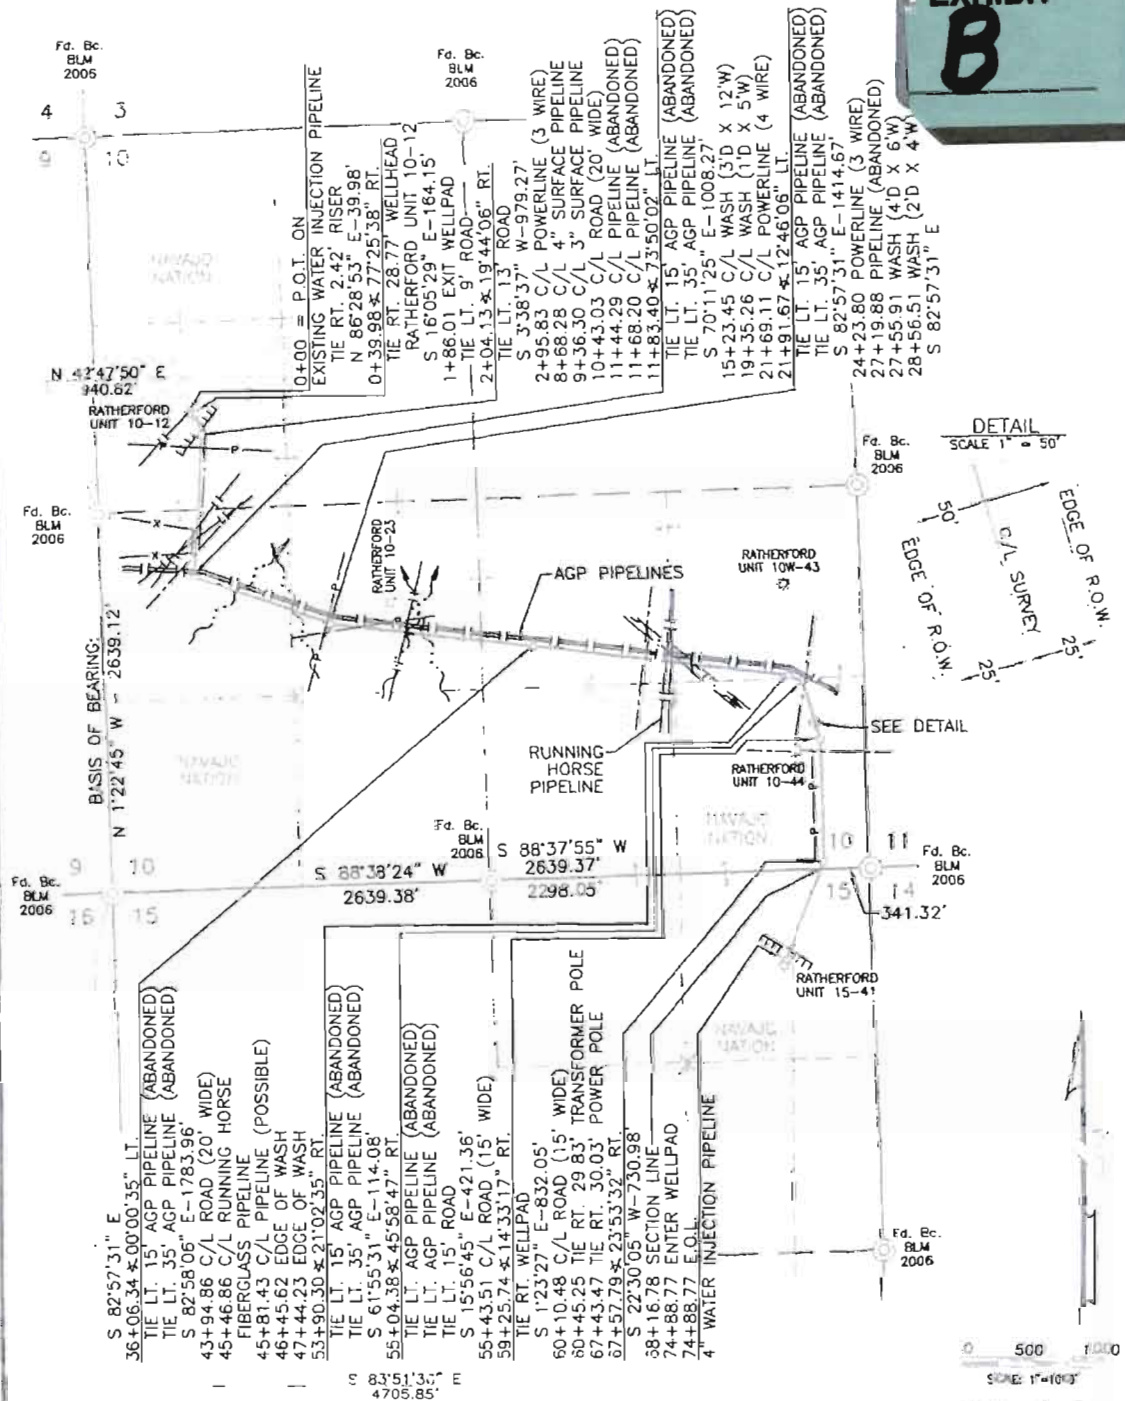 EXHIBIT
B
Fd. Bc.
BLM
2006
4 3
9 10
NAVAJO
NATION
N 42°47'50" E
940.62'
RATHERFORD
UNIT 10-12
Fd. Bc.
BLM
2006
0+00 = P.O.T. ON
EXISTING WATER INJECTION PIPELINE
TIE RT. 2.42' RISER
N 86°28'53" E-39.98'
0+39.98∡77°25'38" RT.
TIE RT. 28.77' WELLHEAD
RATHERFORD UNIT 10-12
S 16°05'29" E-164.15'
1+86.01 EXIT WELLPAD
TIE LT. 9' ROAD
2+04.13∡19°44'06" RT.
TIE LT. 13' ROAD
S 3°38'37" W-979.27'
2+95.83 C/L POWERLINE (3 WIRE)
8+68.28 C/L 4" SURFACE PIPELINE
9+36.30 C/L 3" SURFACE PIPELINE
10+43.03 C/L ROAD (20' WIDE)
11+44.29 C/L PIPELINE (ABANDONED)
11+68.20 C/L PIPELINE (ABANDONED)
11+83.40∡73°50'02" LT.
TIE LT. 15' AGP PIPELINE (ABANDONED)
TIE LT. 35' AGP PIPELINE (ABANDONED)
S 70°11'25" E-1008.27'
15+23.45 C/L WASH (3'D X 12'W)
19+35.26 C/L WASH (1'D X 5'W)
21+69.11 C/L POWERLINE (4 WIRE)
21+91.67∡12°46'06" LT.
TIE LT. 15' AGP PIPELINE (ABANDONED)
TIE LT. 35' AGP PIPELINE (ABANDONED)
S 82°57'31" E-1414.67'
24+23.80 POWERLINE (3 WIRE)
27+19.88 PIPELINE (ABANDONED)
27+55.91 WASH (4'D X 6'W)
28+56.51 WASH (2'D X 4'W)
S 82°57'31" E
DETAIL
SCALE 1" = 50'
50'
EDGE OF R.O.W.
C/L SURVEY
EDGE OF R.O.W.
25'
25'
Fd. Bc.
BLM
2006
Fd. Bc.
BLM
2006
P
X
X
P
P
RATHERFORD
UNIT 10-23
AGP PIPELINES
RATHERFORD
UNIT 10W-43
BASIS OF BEARING:
N 1°22'45" W - 2639.12'
SEE DETAIL
RUNNING
HORSE
PIPELINE
RATHERFORD
UNIT 10-44
P
P
NAVAJO
NATION
NAVAJO
NATION
Fd. Bc.
BLM
2006
9 10
16 15
S 88°38'24" W
2639.38'
Fd. Bc.
BLM
2006
S 88°37'55" W
2639.37'
2298.05'
10 11
15 14
Fd. Bc.
BLM
2006
341.32'
RATHERFORD
UNIT 15-41
NAVAJO
NATION
S 82°57'31" E
36+06.34∡00°00'35" LT.
TIE LT. 15' AGP PIPELINE (ABANDONED)
TIE LT. 35' AGP PIPELINE (ABANDONED)
S 82°58'06" E-1783.96'
43+94.86 C/L ROAD (20' WIDE)
45+46.86 C/L RUNNING HORSE
FIBERGLASS PIPELINE
45+81.43 C/L PIPELINE (POSSIBLE)
46+45.62 EDGE OF WASH
47+44.23 EDGE OF WASH
53+90.30∡21°02'35" RT.
TIE LT. 15' AGP PIPELINE (ABANDONED)
TIE LT. 35' AGP PIPELINE (ABANDONED)
S 61°55'31" E-114.08'
55+04.38∡45°58'47" RT.
TIE LT. AGP PIPELINE (ABANDONED)
TIE LT. AGP PIPELINE (ABANDONED)
TIE LT. 15' ROAD
S 15°56'45" E-421.36'
55+43.51 C/L ROAD (15' WIDE)
59+25.74∡14°33'17" RT.
TIE RT. WELLPAD
S 1°23'27" E-832.05'
60+10.48 C/L ROAD (15' WIDE)
60+45.25 TIE RT. 29.83' TRANSFORMER POLE
67+43.47 TIE RT. 30.03' POWER POLE
67+57.79∡23°53'32" RT.
S 22°30'05" W-730.98'
68+16.78 SECTION LINE
74+88.77 ENTER WELLPAD
74+88.77 E.O.L.
4" WATER INJECTION PIPELINE
Fd. Bc.
BLM
2006
S 83°51'30" E
4705.85'
0 500 1000
SCALE: 1"=1000'